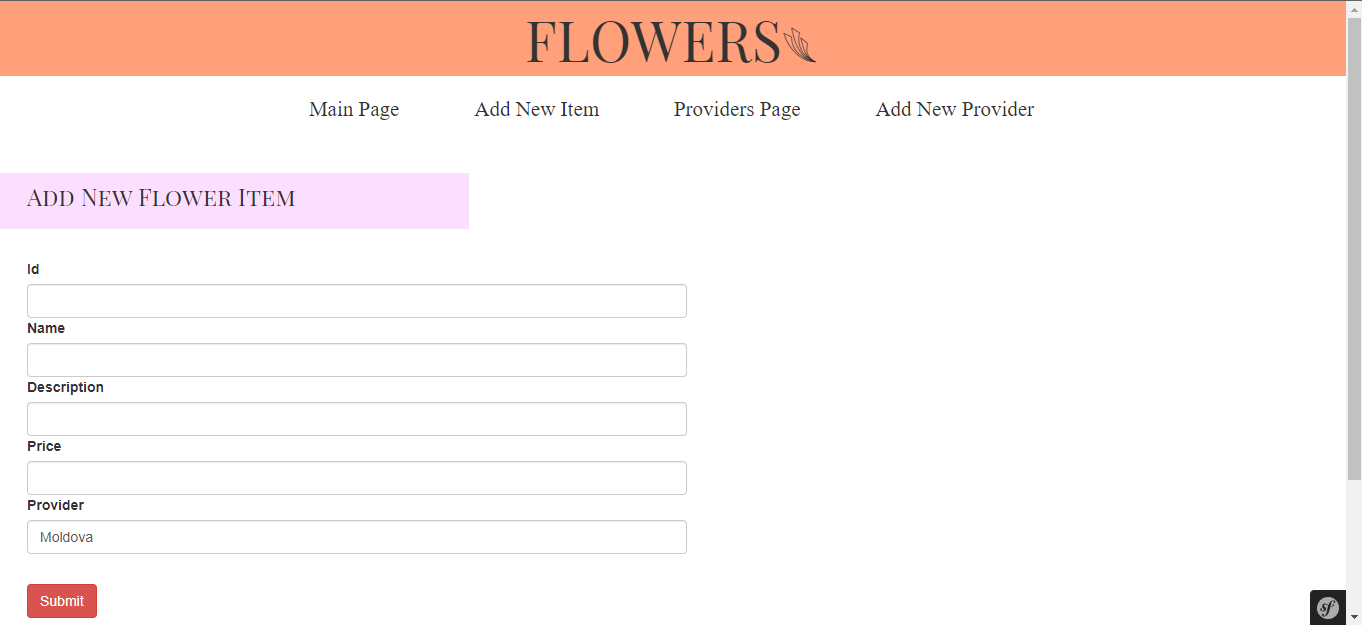 FLOWERS
Main Page Add New Item Providers Page Add New Provider
Add New Flower Item
Id
Name
Description
Price
Provider
Moldova
Submit
sf